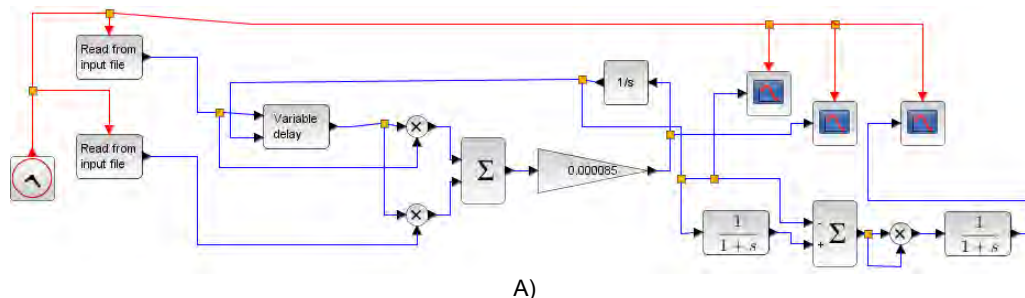 Read from
input file
Read from
input file
Variable
delay
1/s
Σ
0.000085
1
1 + s
-
+ Σ
1
1 + s
A)